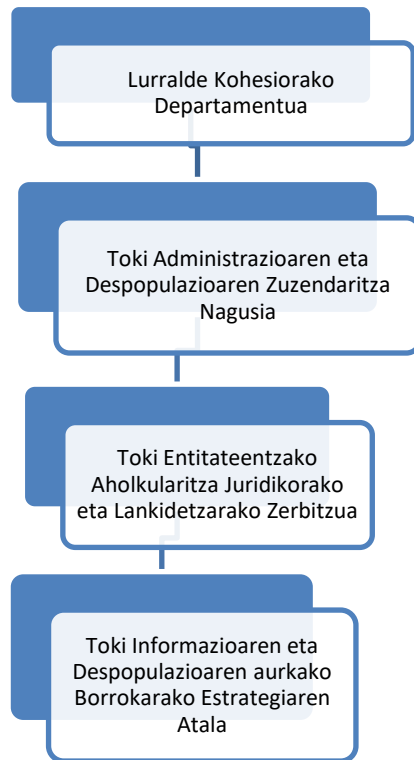 Lurralde Kohesiorako
Departamentua
Toki Administrazioaren eta
Despopulazioaren Zuzendaritza
Nagusia
Toki Entitateentzako
Aholkularitza Juridikorako
eta Lankidetzarako Zerbitzua
Toki Informazioaren eta
Despopulazioaren aurkako
Borrokarako Estrategiaren
Atala